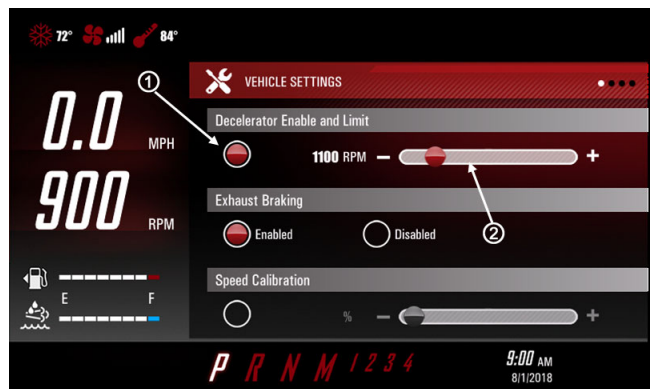 72° 84°
① VEHICLE SETTINGS
0.0 MPH
Decelerator Enable and Limit
1100 RPM − +
900 RPM
Exhaust Braking
Enabled Disabled ②
E F
Speed Calibration
% − +
P R N M 1 2 3 4
9:00 AM
8/1/2018